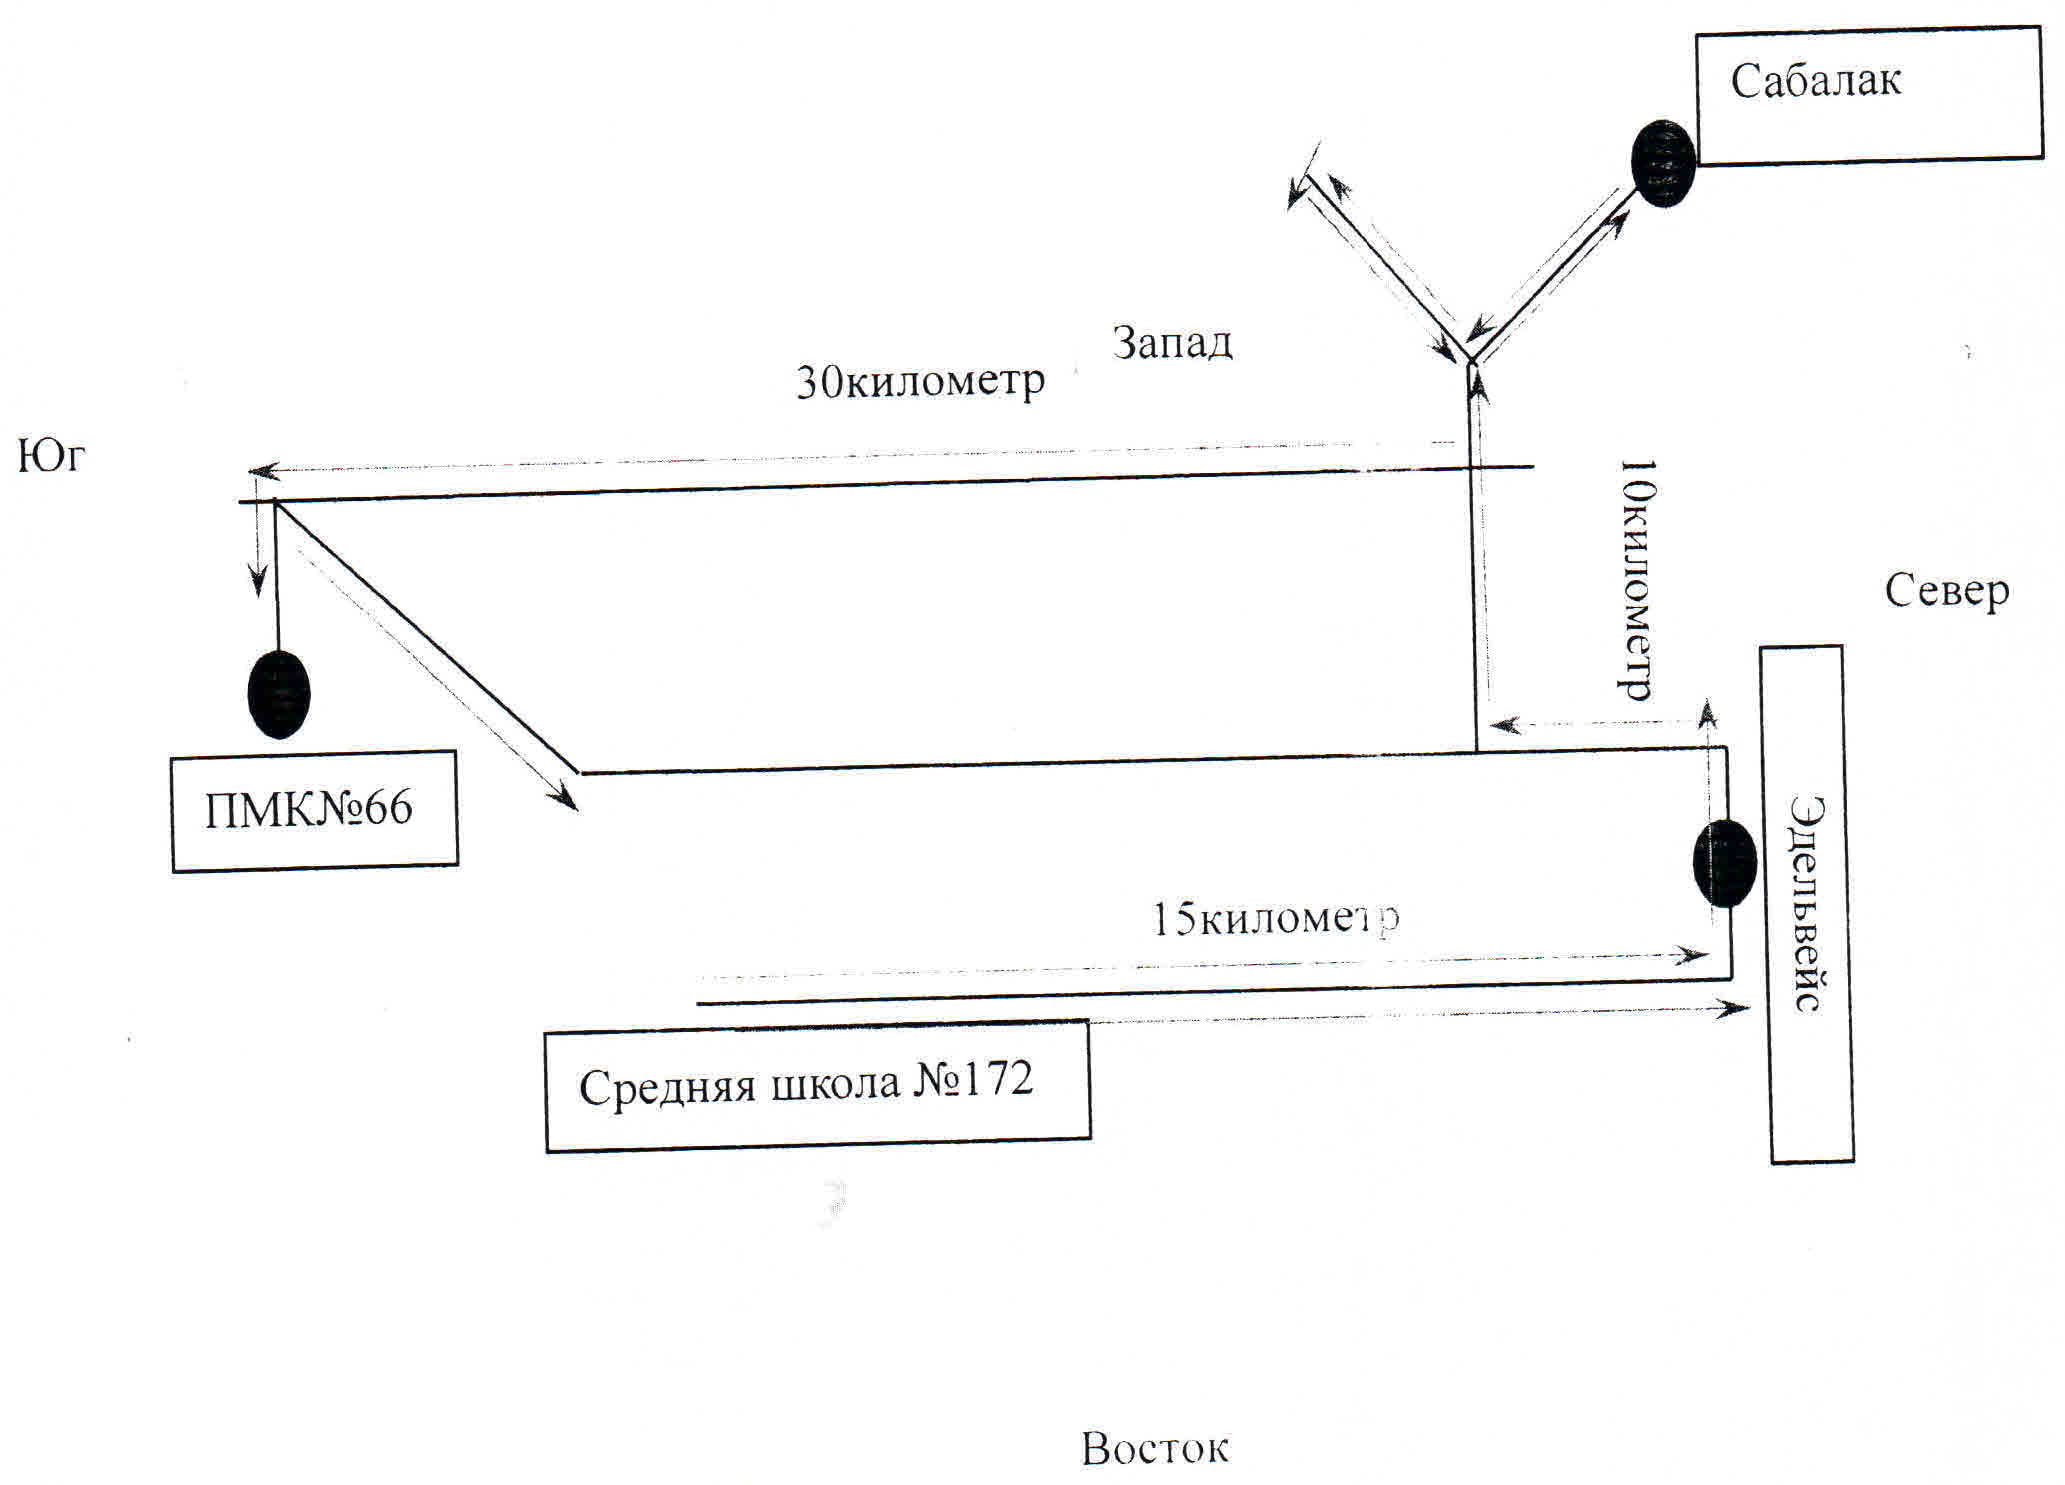 Сабалак
Запад
30километр
Юг
10километр
Север
ПМК№66
Эдельвейс
15километр
Средняя школа №172
Восток